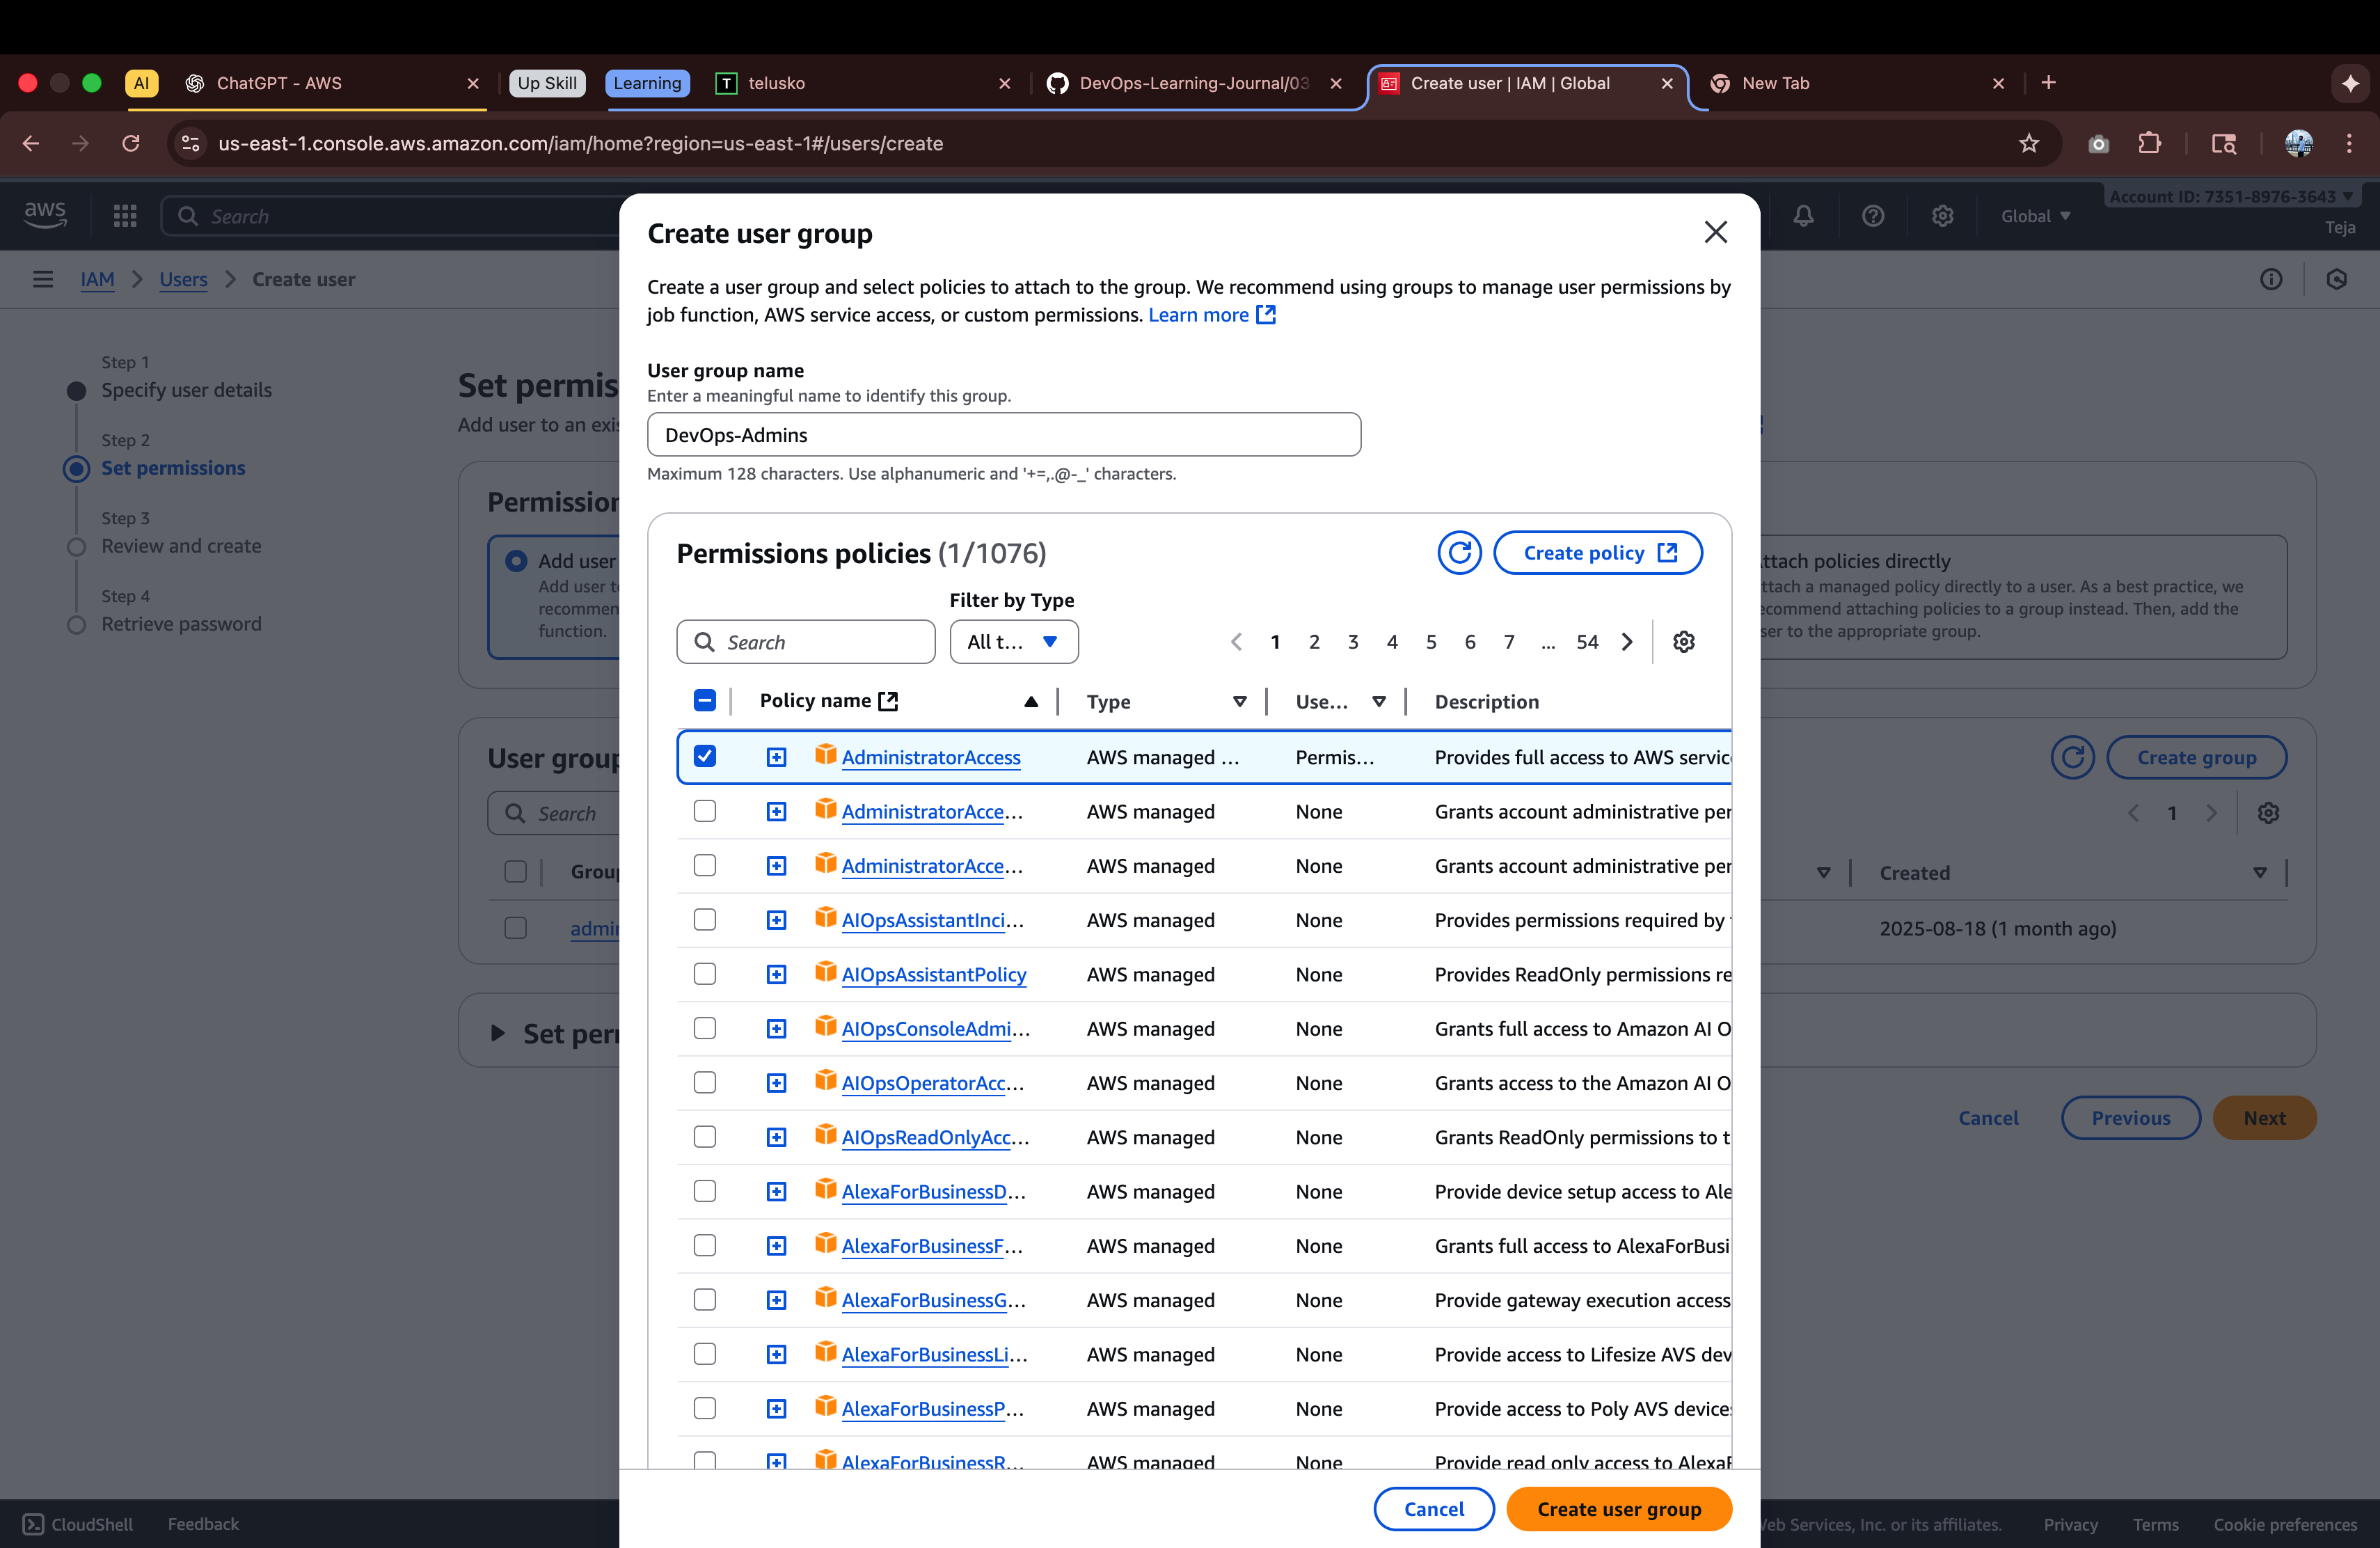 AI
ChatGPT - AWS
Up Skill
Learning
telusko
DevOps-Learning-Journal/03
Create user | IAM | Global
New Tab
us-east-1.console.aws.amazon.com/iam/home?region=us-east-1#/users/create
aws
Search
Global
Account ID: 7351-8976-3643
Teja
IAM
Users
Create user
Step 1
Specify user details
Step 2
Set permissions
Step 3
Review and create
Step 4
Retrieve password
Set permis
Add user to an exis
Permission
Add user
Add user to
recommen
function.
ttach policies directly
ttach a managed policy directly to a user. As a best practice, we
ecommend attaching policies to a group instead. Then, add the
ser to the appropriate group.
User group
Create group
Search
1
Group
Created
admin
2025-08-18 (1 month ago)
Set perr
Cancel
Previous
Next
Create user group
Create a user group and select policies to attach to the group. We recommend using groups to manage user permissions by
job function, AWS service access, or custom permissions. Learn more
User group name
Enter a meaningful name to identify this group.
DevOps-Admins
Maximum 128 characters. Use alphanumeric and '+=,.@-_' characters.
Permissions policies (1/1076)
Create policy
Filter by Type
Search
All t...
1 2 3 4 5 6 7 ... 54
Policy name Type Use... Description
AdministratorAccess AWS managed ... Permis... Provides full access to AWS servic
AdministratorAcce... AWS managed None Grants account administrative per
AdministratorAcce... AWS managed None Grants account administrative per
AIOpsAssistantInci... AWS managed None Provides permissions required by
AIOpsAssistantPolicy AWS managed None Provides ReadOnly permissions re
AIOpsConsoleAdmi... AWS managed None Grants full access to Amazon AI O
AIOpsOperatorAcc... AWS managed None Grants access to the Amazon AI O
AIOpsReadOnlyAcc... AWS managed None Grants ReadOnly permissions to t
AlexaForBusinessD... AWS managed None Provide device setup access to Ale
AlexaForBusinessF... AWS managed None Grants full access to AlexaForBusi
AlexaForBusinessG... AWS managed None Provide gateway execution access
AlexaForBusinessLi... AWS managed None Provide access to Lifesize AVS dev
AlexaForBusinessP... AWS managed None Provide access to Poly AVS device
AlexaForBusinessR... AWS managed None Provide read only access to AlexaF
Cancel
Create user group
CloudShell
Feedback
Web Services, Inc. or its affiliates.
Privacy
Terms
Cookie preferences